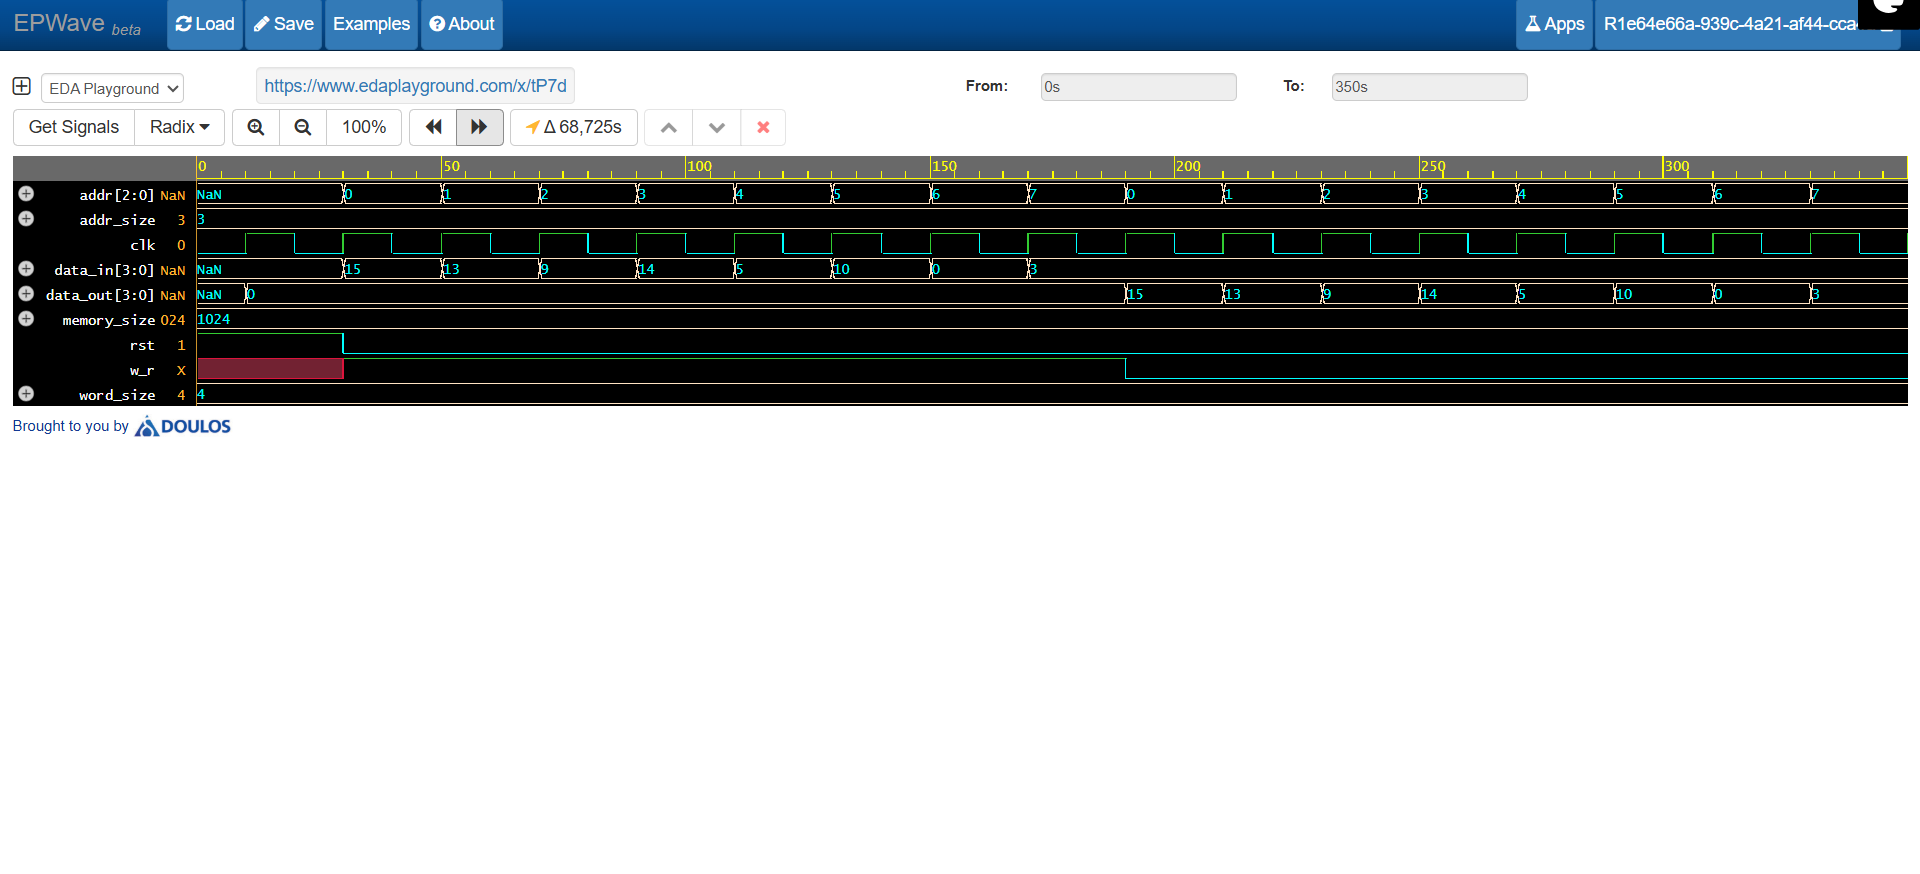 EPWave beta Load Save Examples About Apps R1e64e66a-939c-4a21-af44-cca
EDA Playground https://www.edaplayground.com/x/tP7d From: 0s To: 350s
Get Signals Radix 100% Δ 68,725s
0 50 100 150 200 250 300
addr[2:0] NaN NaN 0 1 2 3 4 5 6 7 0 1 2 3 4 5 6 7
addr_size 3 3
clk 0
data_in[3:0] NaN NaN 15 13 9 14 5 10 0 3
data_out[3:0] NaN NaN 0 15 13 9 14 5 10 0 3
memory_size 024 1024
rst 1
w_r X
word_size 4 4
Brought to you by DOULOS